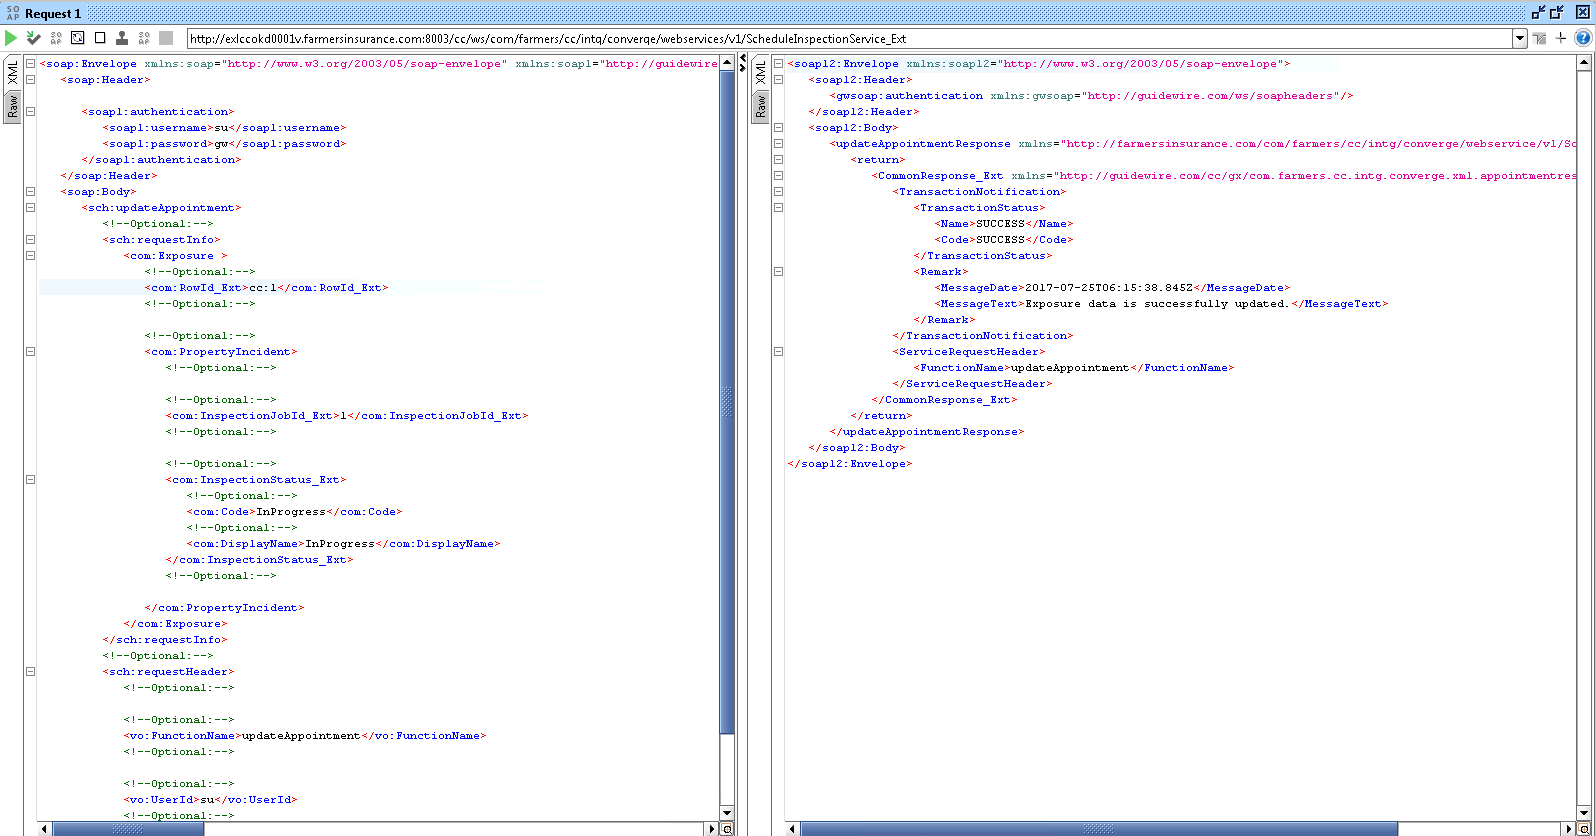 SO
AP
Request 1
http://exlccokd0001v.farmersinsurance.com:8003/cc/ws/com/farmers/cc/intg/converge/webservices/v1/ScheduleInspectionService_Ext
XML
Raw
<soap:Envelope xmlns:soap="http://www.w3.org/2003/05/soap-envelope" xmlns:soap1="http://guidewire
<soap:Header>
<soap1:authentication>
<soap1:username>su</soap1:username>
<soap1:password>gw</soap1:password>
</soap1:authentication>
</soap:Header>
<soap:Body>
<sch:updateAppointment>
<!--Optional:-->
<sch:requestInfo>
<com:Exposure >
<!--Optional:-->
<com:RowId_Ext>cc:1</com:RowId_Ext>
<!--Optional:-->
<!--Optional:-->
<com:PropertyIncident>
<!--Optional:-->
<!--Optional:-->
<com:InspectionJobId_Ext>1</com:InspectionJobId_Ext>
<!--Optional:-->
<!--Optional:-->
<com:InspectionStatus_Ext>
<!--Optional:-->
<com:Code>InProgress</com:Code>
<!--Optional:-->
<com:DisplayName>InProgress</com:DisplayName>
</com:InspectionStatus_Ext>
<!--Optional:-->
</com:PropertyIncident>
</com:Exposure>
</sch:requestInfo>
<!--Optional:-->
<sch:requestHeader>
<!--Optional:-->
<!--Optional:-->
<vo:FunctionName>updateAppointment</vo:FunctionName>
<!--Optional:-->
<!--Optional:-->
<vo:UserId>su</vo:UserId>
<!--Optional:-->
XML
Raw
<soap12:Envelope xmlns:soap12="http://www.w3.org/2003/05/soap-envelope">
<soap12:Header>
<gwsoap:authentication xmlns:gwsoap="http://guidewire.com/ws/soapheaders"/>
</soap12:Header>
<soap12:Body>
<updateAppointmentResponse xmlns="http://farmersinsurance.com/com/farmers/cc/intg/converge/webservice/v1/Sc
<return>
<CommonResponse_Ext xmlns="http://guidewire.com/cc/gx/com.farmers.cc.intg.converge.xml.appointmentres
<TransactionNotification>
<TransactionStatus>
<Name>SUCCESS</Name>
<Code>SUCCESS</Code>
</TransactionStatus>
<Remark>
<MessageDate>2017-07-25T06:15:38.845Z</MessageDate>
<MessageText>Exposure data is successfully updated.</MessageText>
</Remark>
</TransactionNotification>
<ServiceRequestHeader>
<FunctionName>updateAppointment</FunctionName>
</ServiceRequestHeader>
</CommonResponse_Ext>
</return>
</updateAppointmentResponse>
</soap12:Body>
</soap12:Envelope>